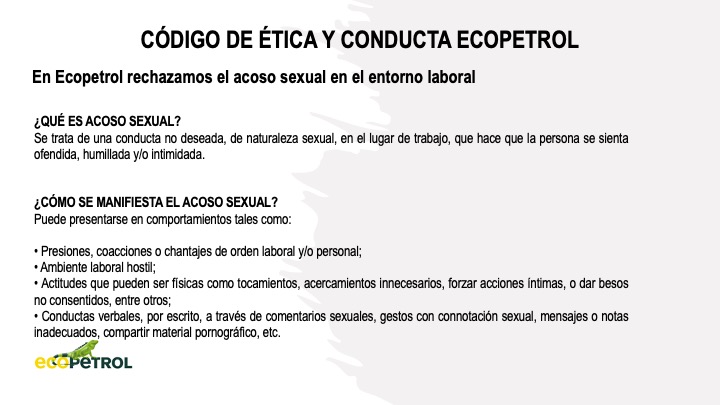 CÓDIGO DE ÉTICA Y CONDUCTA ECOPETROL
En Ecopetrol rechazamos el acoso sexual en el entorno laboral
¿QUÉ ES ACOSO SEXUAL?
Se trata de una conducta no deseada, de naturaleza sexual, en el lugar de trabajo, que hace que la persona se sienta
ofendida, humillada y/o intimidada.
¿CÓMO SE MANIFIESTA EL ACOSO SEXUAL?
Puede presentarse en comportamientos tales como:
• Presiones, coacciones o chantajes de orden laboral y/o personal;
• Ambiente laboral hostil;
• Actitudes que pueden ser físicas como tocamientos, acercamientos innecesarios, forzar acciones íntimas, o dar besos
no consentidos, entre otros;
• Conductas verbales, por escrito, a través de comentarios sexuales, gestos con connotación sexual, mensajes o notas
inadecuados, compartir material pornográfico, etc.
ecoPETROL